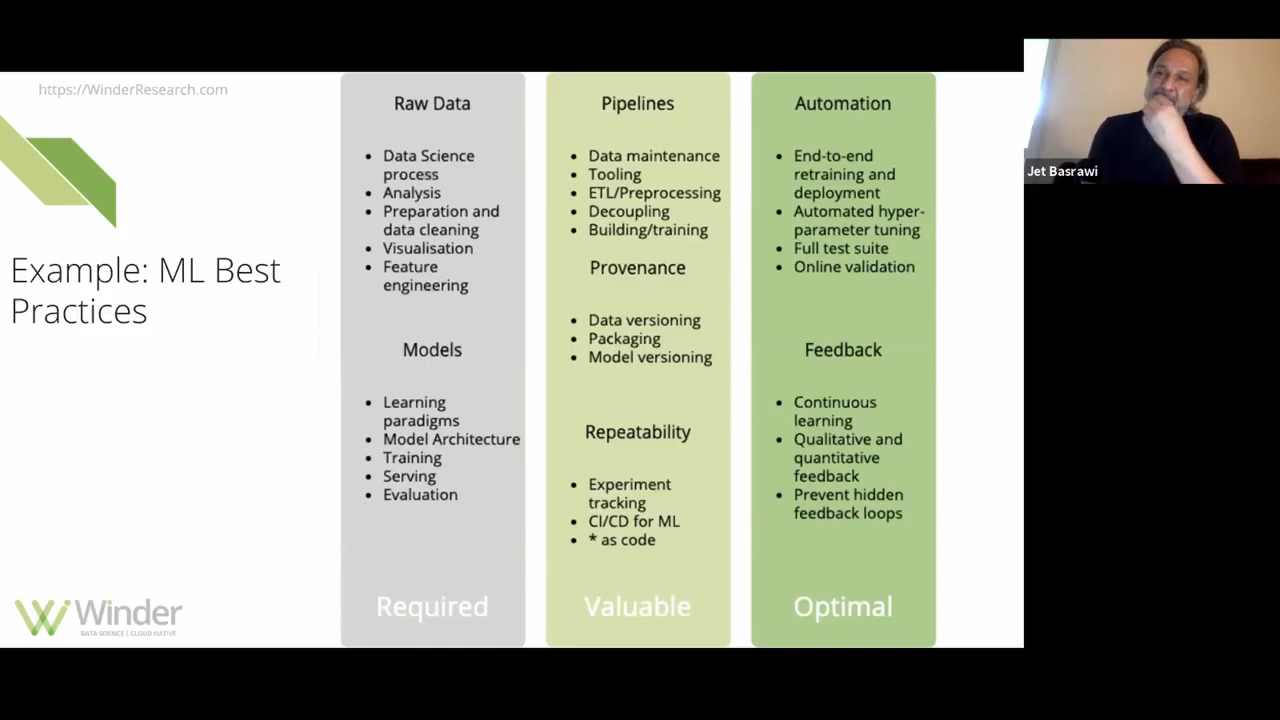 https://WinderResearch.com
Example: ML Best
Practices
Raw Data
• Data Science
process
• Analysis
• Preparation and
data cleaning
• Visualisation
• Feature
engineering
Models
• Learning
paradigms
• Model Architecture
• Training
• Serving
• Evaluation
Required
Pipelines
• Data maintenance
• Tooling
• ETL/Preprocessing
• Decoupling
• Building/training
Provenance
• Data versioning
• Packaging
• Model versioning
Repeatability
• Experiment
tracking
• CI/CD for ML
• * as code
Valuable
Automation
• End-to-end
retraining and
deployment
• Automated hyper-
parameter tuning
• Full test suite
• Online validation
Feedback
• Continuous
learning
• Qualitative and
quantitative
feedback
• Prevent hidden
feedback loops
Optimal
Winder
DATA SCIENCE | CLOUD NATIVE
Jet Basrawi